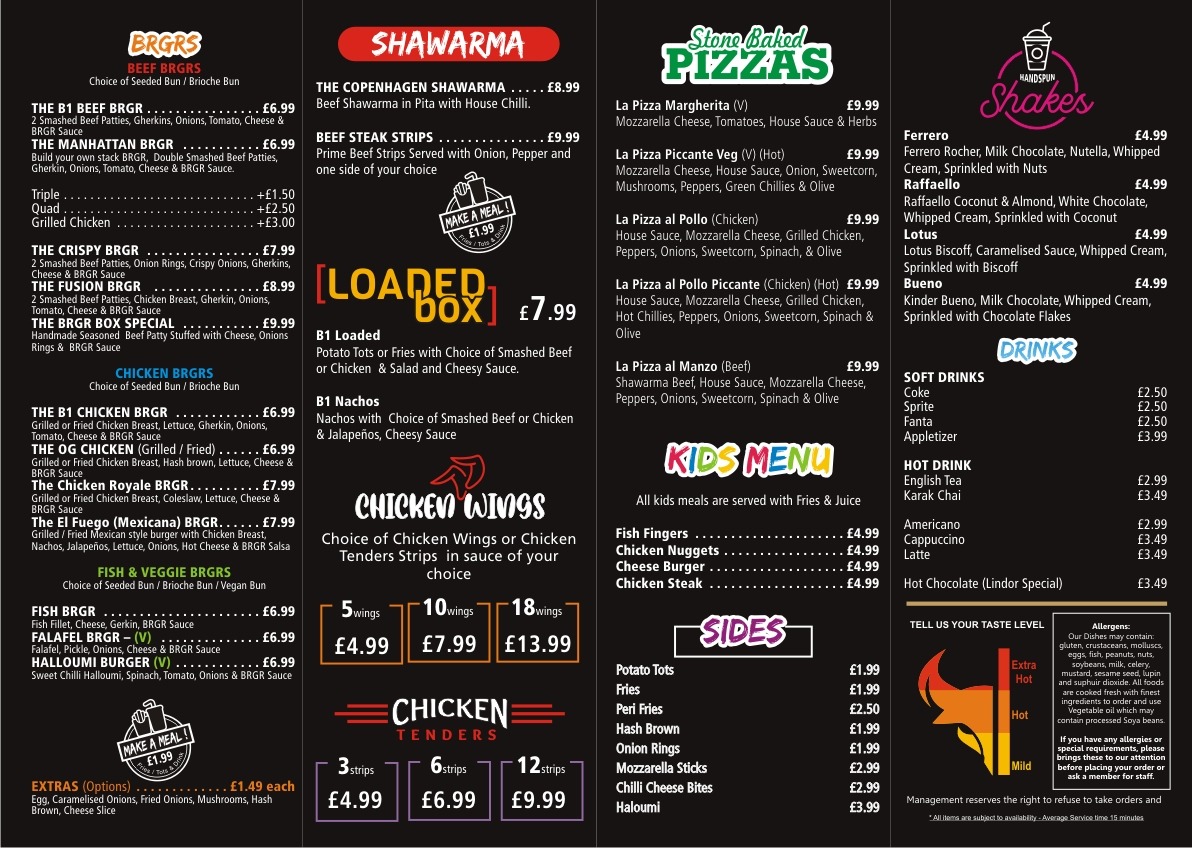 BRGRS
BEEF BRGRS
Choice of Seeded Bun / Brioche Bun
THE B1 BEEF BRGR . . . . . . . . . . . . . . . . £6.99
2 Smashed Beef Patties, Gherkins, Onions, Tomato, Cheese &
BRGR Sauce
THE MANHATTAN BRGR . . . . . . . . . . . £6.99
Build your own stack BRGR, Double Smashed Beef Patties,
Gherkin, Onions, Tomato, Cheese & BRGR Sauce.
Triple . . . . . . . . . . . . . . . . . . . . . . . . . . . . +£1.50
Quad . . . . . . . . . . . . . . . . . . . . . . . . . . . . +£2.50
Grilled Chicken . . . . . . . . . . . . . . . . . . . . +£3.00
THE CRISPY BRGR . . . . . . . . . . . . . . . . £7.99
2 Smashed Beef Patties, Onion Rings, Crispy Onions, Gherkins,
Cheese & BRGR Sauce
THE FUSION BRGR . . . . . . . . . . . . . . . £8.99
2 Smashed Beef Patties, Chicken Breast, Gherkin, Onions,
Tomato, Cheese & BRGR Sauce
THE BRGR BOX SPECIAL . . . . . . . . . . . £9.99
Handmade Seasoned Beef Patty Stuffed with Cheese, Onions
Rings & BRGR Sauce
CHICKEN BRGRS
Choice of Seeded Bun / Brioche Bun
THE B1 CHICKEN BRGR . . . . . . . . . . . . £6.99
Grilled or Fried Chicken Breast, Lettuce, Gherkin, Onions,
Tomato, Cheese & BRGR Sauce
THE OG CHICKEN (Grilled / Fried) . . . . . . £6.99
Grilled or Fried Chicken Breast, Hash brown, Lettuce, Cheese &
BRGR Sauce
The Chicken Royale BRGR. . . . . . . . . . £7.99
Grilled or Fried Chicken Breast, Coleslaw, Lettuce, Cheese &
BRGR Sauce
The El Fuego (Mexicana) BRGR. . . . . . £7.99
Grilled / Fried Mexican style burger with Chicken Breast,
Nachos, Jalapeños, Lettuce, Onions, Hot Cheese & BRGR Salsa
FISH & VEGGIE BRGRS
Choice of Seeded Bun / Brioche Bun / Vegan Bun
FISH BRGR . . . . . . . . . . . . . . . . . . . . . . £6.99
Fish Fillet, Cheese, Gerkin, BRGR Sauce
FALAFEL BRGR – (V) . . . . . . . . . . . . . . £6.99
Falafel, Pickle, Onions, Cheese & BRGR Sauce
HALLOUMI BURGER (V) . . . . . . . . . . . . £6.99
Sweet Chilli Halloumi, Spinach, Tomato, Onions & BRGR Sauce
MAKE A MEAL !
£1.99
Fries / Tots & Drink
EXTRAS (Options) . . . . . . . . . . . . . £1.49 each
Egg, Caramelised Onions, Fried Onions, Mushrooms, Hash
Brown, Cheese Slice
SHAWARMA
THE COPENHAGEN SHAWARMA . . . . . £8.99
Beef Shawarma in Pita with House Chilli.
BEEF STEAK STRIPS . . . . . . . . . . . . . . . £9.99
Prime Beef Strips Served with Onion, Pepper and
one side of your choice
MAKE A MEAL !
£1.99
Fries / Tots & Drink
[LOADED
box]
£7.99
B1 Loaded
Potato Tots or Fries with Choice of Smashed Beef
or Chicken & Salad and Cheesy Sauce.
B1 Nachos
Nachos with Choice of Smashed Beef or Chicken
& Jalapeños, Cheesy Sauce
CHICKEN WINGS
Choice of Chicken Wings or Chicken
Tenders Strips in sauce of your
choice
5wings 10wings 18wings
£4.99 £7.99 £13.99
CHICKEN
TENDERS
3strips 6strips 12strips
£4.99 £6.99 £9.99
Stone Baked
PIZZAS
La Pizza Margherita (V) £9.99
Mozzarella Cheese, Tomatoes, House Sauce & Herbs
La Pizza Piccante Veg (V) (Hot) £9.99
Mozzarella Cheese, House Sauce, Onion, Sweetcorn,
Mushrooms, Peppers, Green Chillies & Olive
La Pizza al Pollo (Chicken) £9.99
House Sauce, Mozzarella Cheese, Grilled Chicken,
Peppers, Onions, Sweetcorn, Spinach, & Olive
La Pizza al Pollo Piccante (Chicken) (Hot) £9.99
House Sauce, Mozzarella Cheese, Grilled Chicken,
Hot Chillies, Peppers, Onions, Sweetcorn, Spinach &
Olive
La Pizza al Manzo (Beef) £9.99
Shawarma Beef, House Sauce, Mozzarella Cheese,
Peppers, Onions, Sweetcorn, Spinach & Olive
KIDS MENU
All kids meals are served with Fries & Juice
Fish Fingers . . . . . . . . . . . . . . . . . . . . . £4.99
Chicken Nuggets . . . . . . . . . . . . . . . . . £4.99
Cheese Burger . . . . . . . . . . . . . . . . . . . £4.99
Chicken Steak . . . . . . . . . . . . . . . . . . . £4.99
SIDES
Potato Tots £1.99
Fries £1.99
Peri Fries £2.50
Hash Brown £1.99
Onion Rings £1.99
Mozzarella Sticks £2.99
Chilli Cheese Bites £2.99
Haloumi £3.99
HANDSPUN
Shakes
Ferrero £4.99
Ferrero Rocher, Milk Chocolate, Nutella, Whipped
Cream, Sprinkled with Nuts
Raffaello £4.99
Raffaello Coconut & Almond, White Chocolate,
Whipped Cream, Sprinkled with Coconut
Lotus £4.99
Lotus Biscoff, Caramelised Sauce, Whipped Cream,
Sprinkled with Biscoff
Bueno £4.99
Kinder Bueno, Milk Chocolate, Whipped Cream,
Sprinkled with Chocolate Flakes
DRINKS
SOFT DRINKS
Coke £2.50
Sprite £2.50
Fanta £2.50
Appletizer £3.99
HOT DRINK
English Tea £2.99
Karak Chai £3.49
Americano £2.99
Cappuccino £3.49
Latte £3.49
Hot Chocolate (Lindor Special) £3.49
TELL US YOUR TASTE LEVEL
Extra
Hot
Hot
Mild
Allergens:
Our Dishes may contain:
gluten, crustaceans, molluscs,
eggs, fish, peanuts, nuts,
soybeans, milk, celery,
mustard, sesame seed, lupin
and suphuir dioxide. All foods
are cooked fresh with finest
ingredients to order and use
Vegetable oil which may
contain processed Soya beans.
If you have any allergies or
special requirements, please
brings these to our attention
before placing your order or
ask a member for staff.
Management reserves the right to refuse to take orders and
* All items are subject to availability - Average Service time 15 minutes